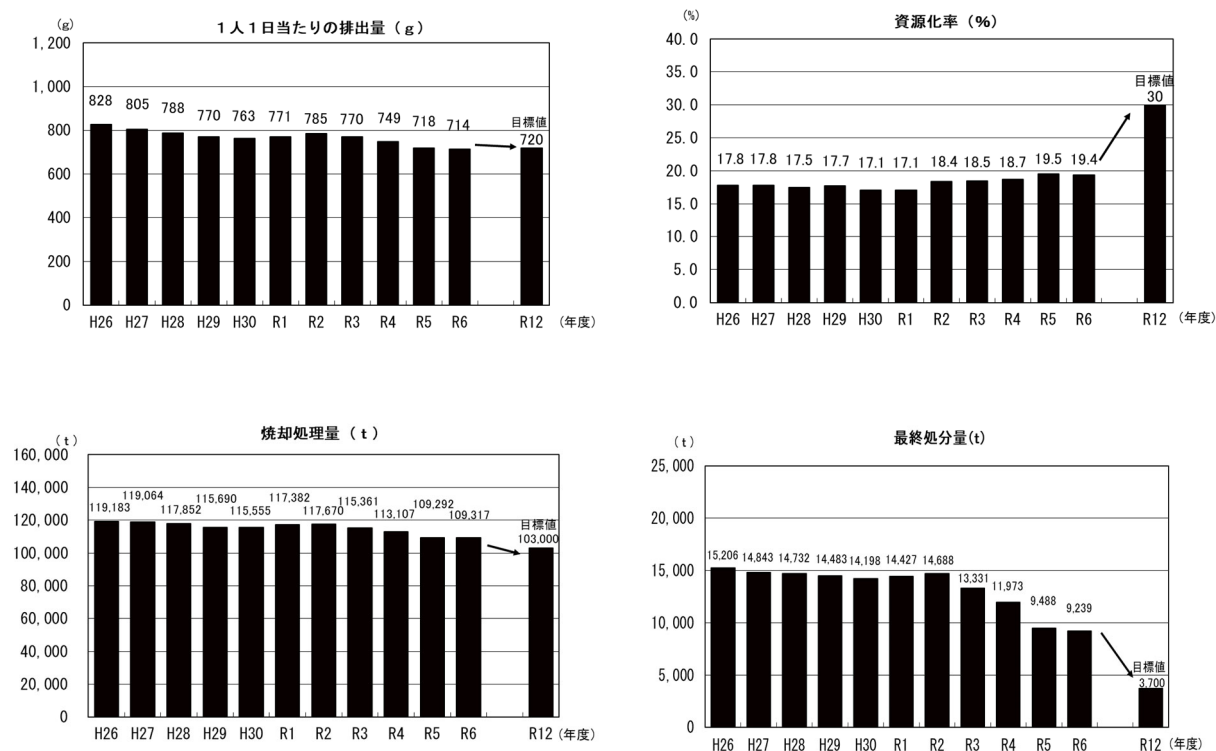 １人１日当たりの排出量（ｇ）
(g)
1,200
1,000
800
600
400
200
0
828 805 788 770 763 771 785 770 749 718 714
目標値
720
H26 H27 H28 H29 H30 R1 R2 R3 R4 R5 R6 R12 (年度)
資源化率（％）
(%)
40.0
35.0
30.0
25.0
20.0
15.0
10.0
5.0
0.0
17.8 17.8 17.5 17.7 17.1 17.1 18.4 18.5 18.7 19.5 19.4
目標値
30
H26 H27 H28 H29 H30 R1 R2 R3 R4 R5 R6 R12 (年度)
焼却処理量（ｔ）
（ｔ）
160,000
140,000
120,000
100,000
80,000
60,000
40,000
20,000
0
119,183 119,064 117,852 115,690 115,555 117,382 117,670 115,361 113,107 109,292 109,317
目標値
103,000
H26 H27 H28 H29 H30 R1 R2 R3 R4 R5 R6 R12 (年度)
最終処分量(t)
（ｔ）
25,000
20,000
15,000
10,000
5,000
0
15,206 14,843 14,732 14,483 14,198 14,427 14,688 13,331 11,973 9,488 9,239
目標値
3,700
H26 H27 H28 H29 H30 R1 R2 R3 R4 R5 R6 R12 (年度)